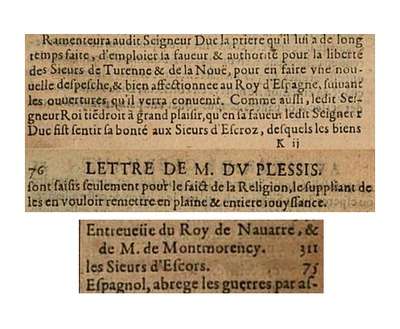 Ramenteura audit Seigneur Duc la priere qu'il lui a de long
temps faite, d'emploier sa faueur & authorité pour la liberté
des Sieurs de Turenne & de la Nouë, pour en faire vne nou-
uelle despesche, & bien affectionnee au Roy d'Espagne, suiuant
les ouuertures qu'il verra conuenir. Comme aussi, ledit Sei-
gneur Roi tiẽdroit à grand plaisir, qu'en sa faueur ledit Seigneur
Duc fist sentir sa bonté aux Sieurs d'Escroz, desquels les biens
K ij
76 LETTRE DE M. DV PLESSIS.
sont saisis seulement pour le faict de la Religion, le suppliant de
les en vouloir remettre en plaine & entiere iouyssance.
Entreueüe du Roy de Nauarre, &
de M. de Montmorency. 311
les Sieurs d'Escors. 75
Espagnol, abrege les guerres par as-